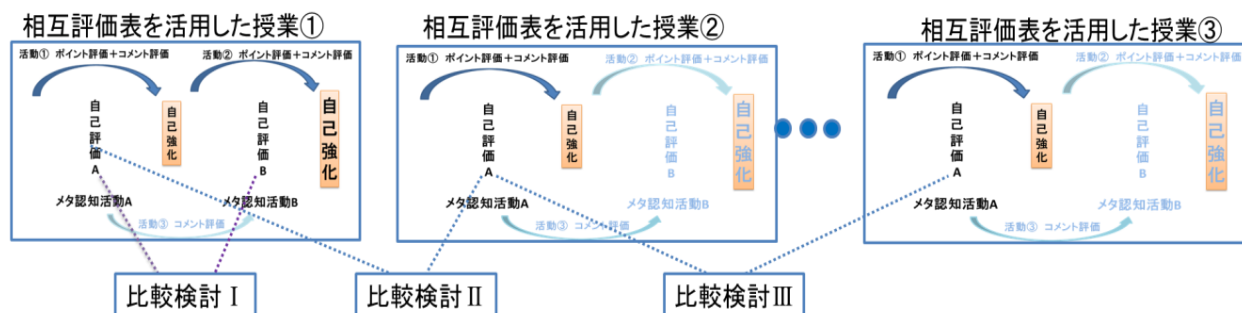 相互評価表を活用した授業①
活動① ポイント評価+コメント評価
活動② ポイント評価+コメント評価
自己評価A
自己強化
自己評価B
自己強化
メタ認知活動A
メタ認知活動B
活動③ コメント評価
相互評価表を活用した授業②
活動① ポイント評価+コメント評価
活動② ポイント評価+コメント評価
自己評価A
自己強化
自己評価B
自己強化
メタ認知活動A
メタ認知活動B
活動③ コメント評価
相互評価表を活用した授業③
活動① ポイント評価+コメント評価
活動② ポイント評価+コメント評価
自己評価A
自己強化
自己評価B
自己強化
メタ認知活動A
メタ認知活動B
活動③ コメント評価
比較検討Ⅰ
比較検討Ⅱ
比較検討Ⅲ